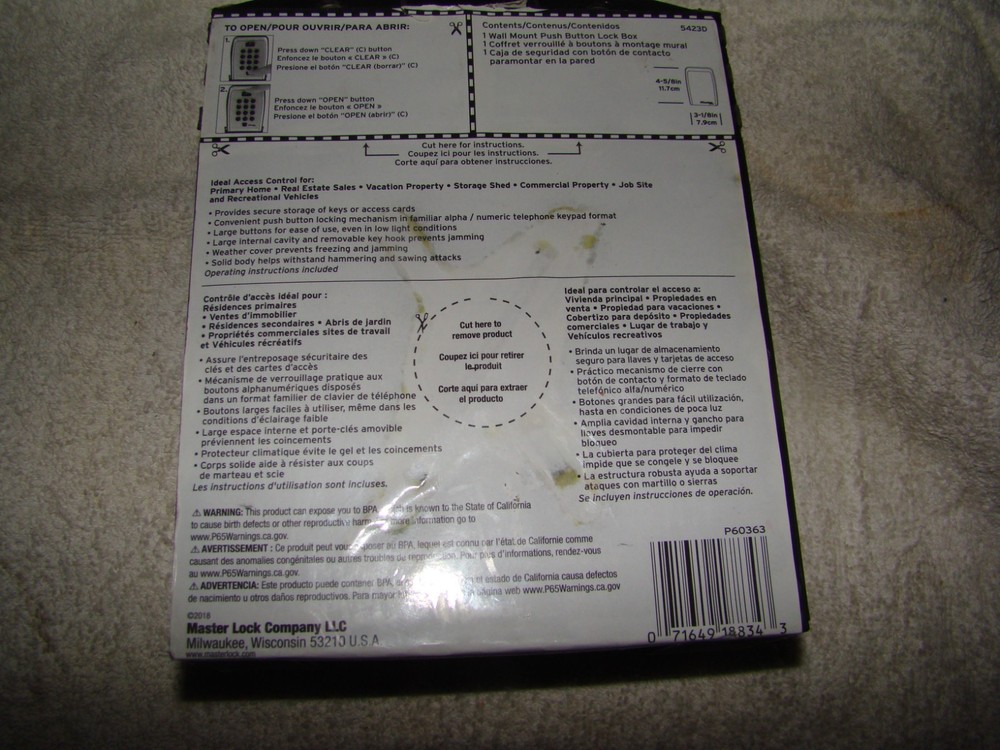 TO OPEN/POUR OUVRIR/PARA ABRIR:
1.
Press down "CLEAR" (C) button
Enfoncez le bouton « CLEAR » (C)
Presione el botón "CLEAR (borrar)" (C)
2.
Press down "OPEN" button
Enfoncez le bouton « OPEN »
Presione el botón "OPEN (abrir)" (C)
Contents/Contenus/Contenidos
5423D
1 Wall Mount Push Button Lock Box
1 Coffret verrouillé à boutons à montage mural
1 Caja de seguridad con botón de contacto
paramontar en la pared
4-5/8in
11.7cm
3-1/8in
7.9cm
Cut here for instructions.
Coupez ici pour les instructions.
Corte aquí para obtener instrucciones.
Ideal Access Control for:
Primary Home • Real Estate Sales • Vacation Property • Storage Shed • Commercial Property • Job Site
and Recreational Vehicles
• Provides secure storage of keys or access cards
• Convenient push button locking mechanism in familiar alpha / numeric telephone keypad format
• Large buttons for ease of use, even in low light conditions
• Large internal cavity and removable key hook prevents jamming
• Weather cover prevents freezing and jamming
• Solid body helps withstand hammering and sawing attacks
Operating instructions included
Contrôle d'accès idéal pour :
Résidences primaires
• Ventes d'immobilier
• Résidences secondaires • Abris de jardin
• Propriétés commerciales sites de travail
et Véhicules récréatifs
• Assure l'entreposage sécuritaire des
clés et des cartes d'accès
• Mécanisme de verrouillage pratique aux
boutons alphanumériques disposés
dans un format familier de clavier de téléphone
• Boutons larges faciles à utiliser, même dans les
conditions d'éclairage faible
• Large espace interne et porte-clés amovible
préviennent les coincements
• Protecteur climatique évite le gel et les coincements
• Corps solide aide à résister aux coups
de marteau et scie
Les instructions d'utilisation sont incluses.
Cut here to
remove product
Coupez ici pour retirer
le produit
Corte aquí para extraer
el producto
Ideal para controlar el acceso a:
Vivienda principal • Propiedades en
venta • Propiedad para vacaciones •
Cobertizo para depósito • Propiedades
comerciales • Lugar de trabajo y
Vehículos recreativos
• Brinda un lugar de almacenamiento
seguro para llaves y tarjetas de acceso
• Práctico mecanismo de cierre con
botón de contacto y formato de teclado
telefónico alfa/numérico
• Botones grandes para fácil utilización,
hasta en condiciones de poca luz
• Amplia cavidad interna y gancho para
llaves desmontable para impedir
bloqueo
• La cubierta para proteger del clima
impide que se congele y se bloquee
• La estructura robusta ayuda a soportar
ataques con martillo o sierras
Se incluyen instrucciones de operación.
⚠ WARNING: This product can expose you to BPA, which is known to the State of California
to cause birth defects or other reproductive harm more information go to
www.P65Warnings.ca.gov.
⚠ AVERTISSEMENT : Ce produit peut vous exposer au BPA, lequel est connu par l'état de Californie comme
causant des anomalies congénitales ou autres troubles de reproduction. Pour plus d'informations, rendez-vous
au www.P65Warnings.ca.gov.
⚠ ADVERTENCIA: Este producto puede contener BPA, el estado de California causa defectos
de nacimiento u otros daños reproductivos. Para mayor página web www.P65Warnings.ca.gov
©2018
Master Lock Company LLC
Milwaukee, Wisconsin 53210 U.S.A.
www.masterlock.com
P60363
0 71649 18834 3